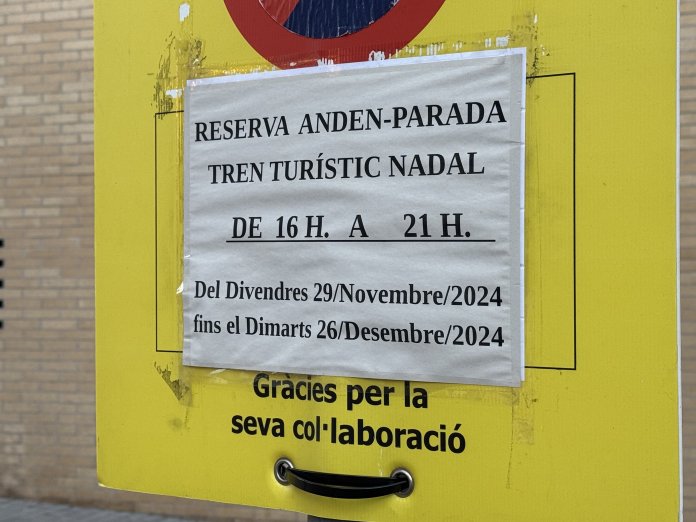 RESERVA ANDEN-PARADA
TREN TURÍSTIC NADAL
DE 16 H. A 21 H.
Del Divendres 29/Novembre/2024
fins el Dimarts 26/Desembre/2024
Gràcies per la
seva col·laboració